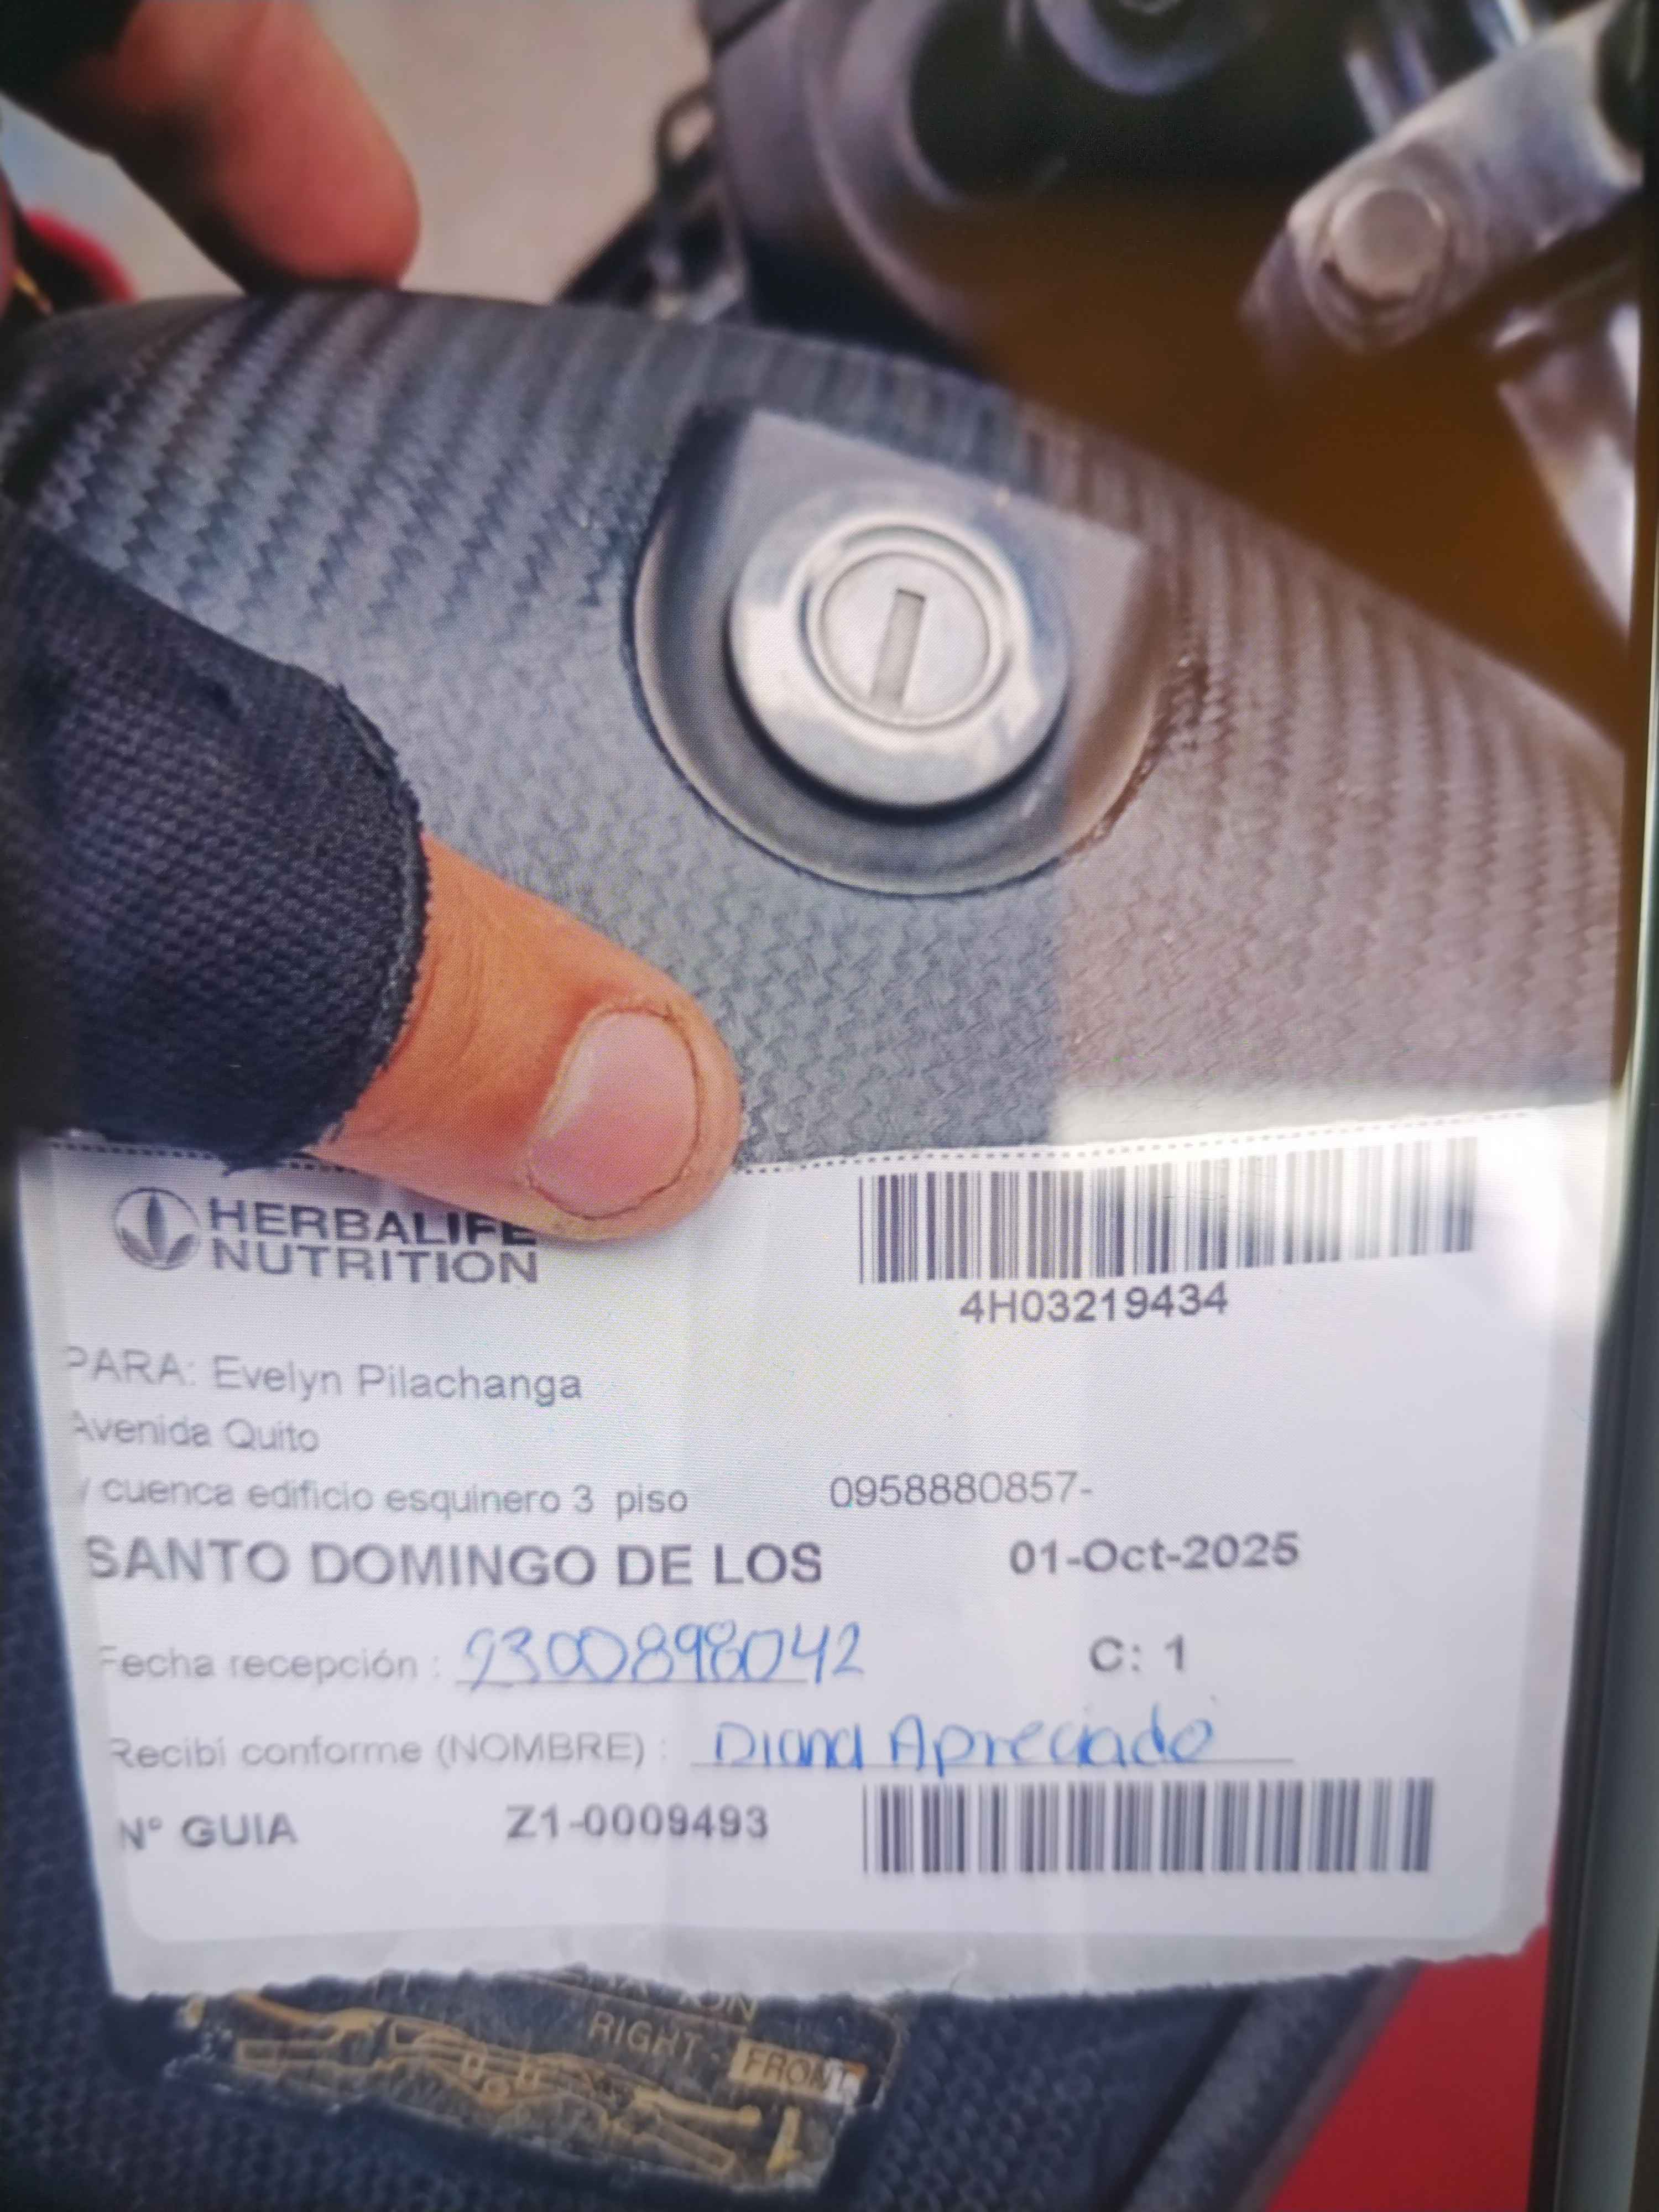 HERBALIFE
NUTRITION
4H03219434
PARA: Evelyn Pilachanga
Avenida Quito
y cuenca edificio esquinero 3 piso 0958880857-
SANTO DOMINGO DE LOS 01-Oct-2025
Fecha recepción : 9300898042 C: 1
Recibí conforme (NOMBRE) : Diana Apreciado
N° GUIA Z1-0009493
RIGHT - FRONT